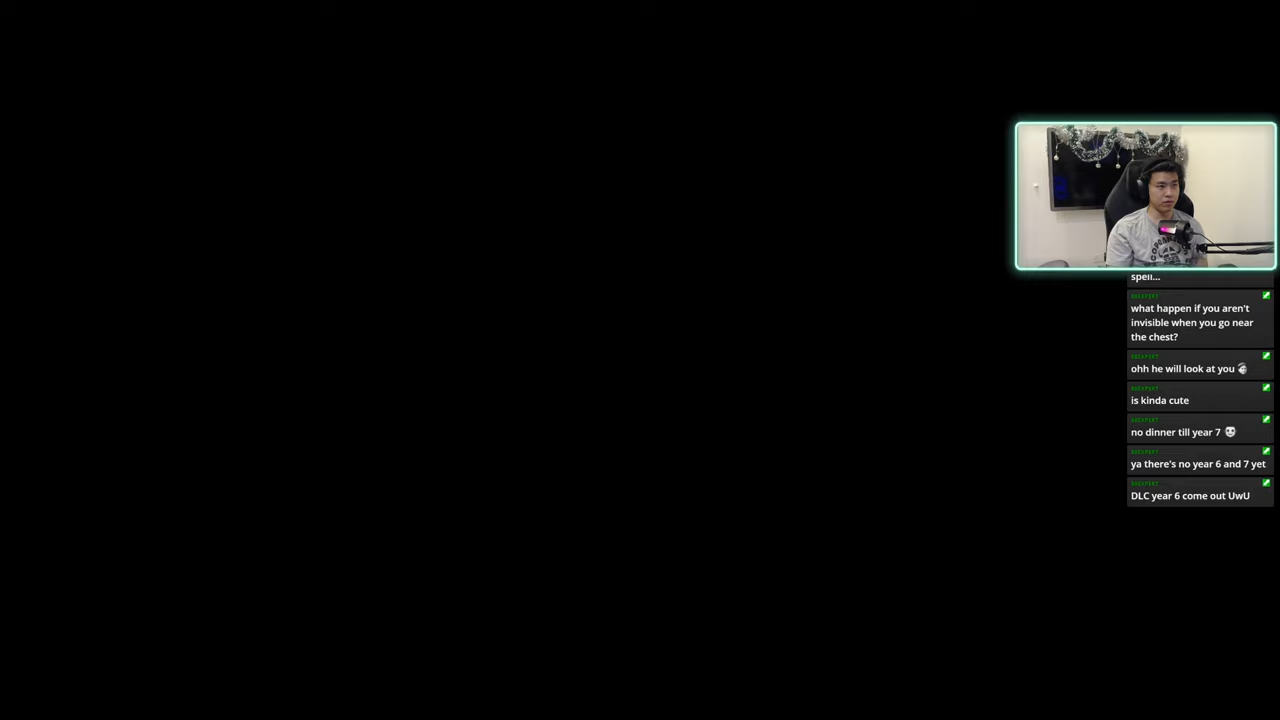 spell...
what happen if you aren't
invisible when you go near
the chest?
ohh he will look at you
is kinda cute
no dinner till year 7
ya there's no year 6 and 7 yet
DLC year 6 come out UwU